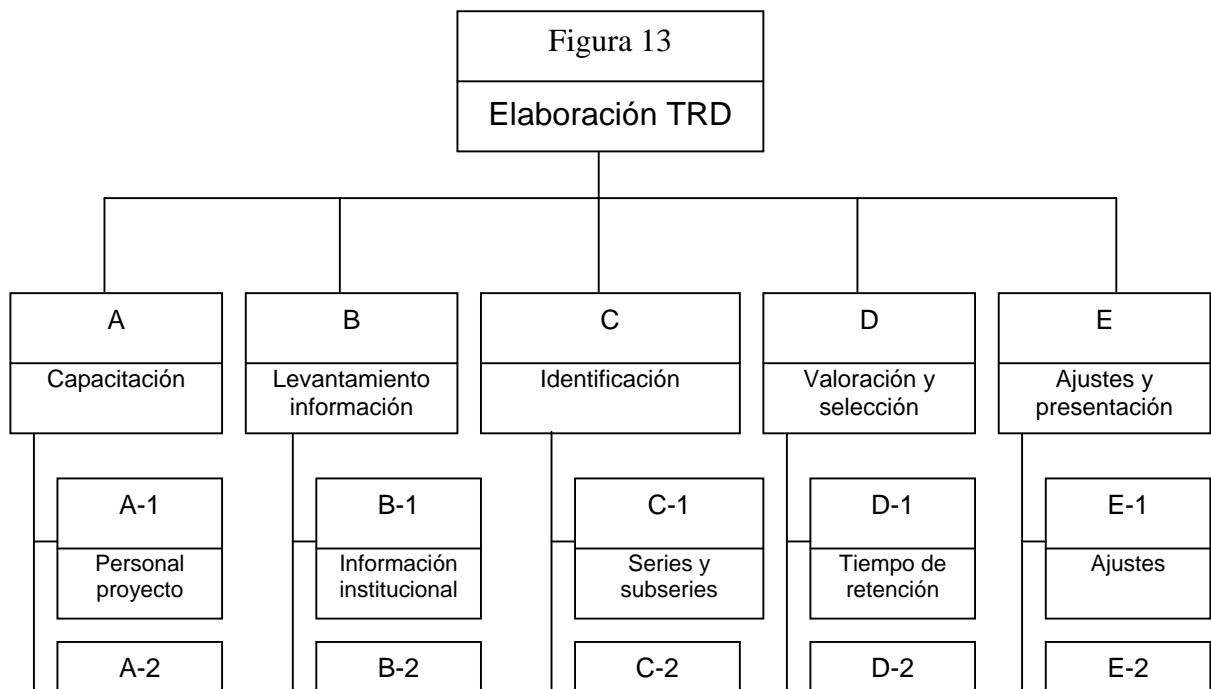 Figura 13
Elaboración TRD
A
Capacitación
B
Levantamiento
información
C
Identificación
D
Valoración y
selección
E
Ajustes y
presentación
A-1
Personal
proyecto
B-1
Información
institucional
C-1
Series y
subseries
D-1
Tiempo de
retención
E-1
Ajustes
A-2
B-2
C-2
D-2
E-2